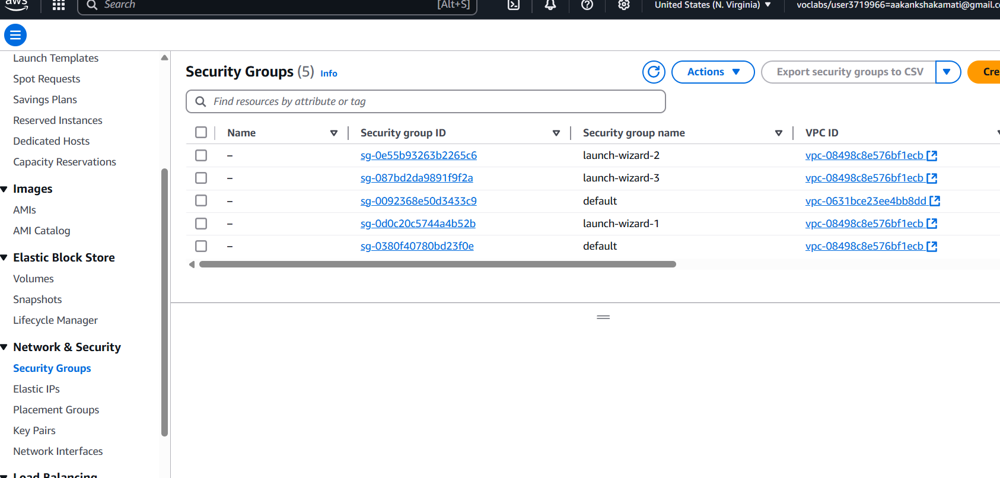 aws Search [Alt+S] United States (N. Virginia) voclabs/user3719966=aakankshakamati@gmail.c
Launch Templates
Spot Requests
Savings Plans
Reserved Instances
Dedicated Hosts
Capacity Reservations
Images
AMIs
AMI Catalog
Elastic Block Store
Volumes
Snapshots
Lifecycle Manager
Network & Security
Security Groups
Elastic IPs
Placement Groups
Key Pairs
Network Interfaces
Load Balancing
Security Groups (5) Info Actions Export security groups to CSV Cre
Find resources by attribute or tag
Name Security group ID Security group name VPC ID
– sg-0e55b93263b2265c6 launch-wizard-2 vpc-08498c8e576bf1ecb
– sg-087bd2da9891f9f2a launch-wizard-3 vpc-08498c8e576bf1ecb
– sg-0092368e50d3433c9 default vpc-0631bce23ee4bb8dd
– sg-0d0c20c5744a4b52b launch-wizard-1 vpc-08498c8e576bf1ecb
– sg-0380f40780bd23f0e default vpc-08498c8e576bf1ecb